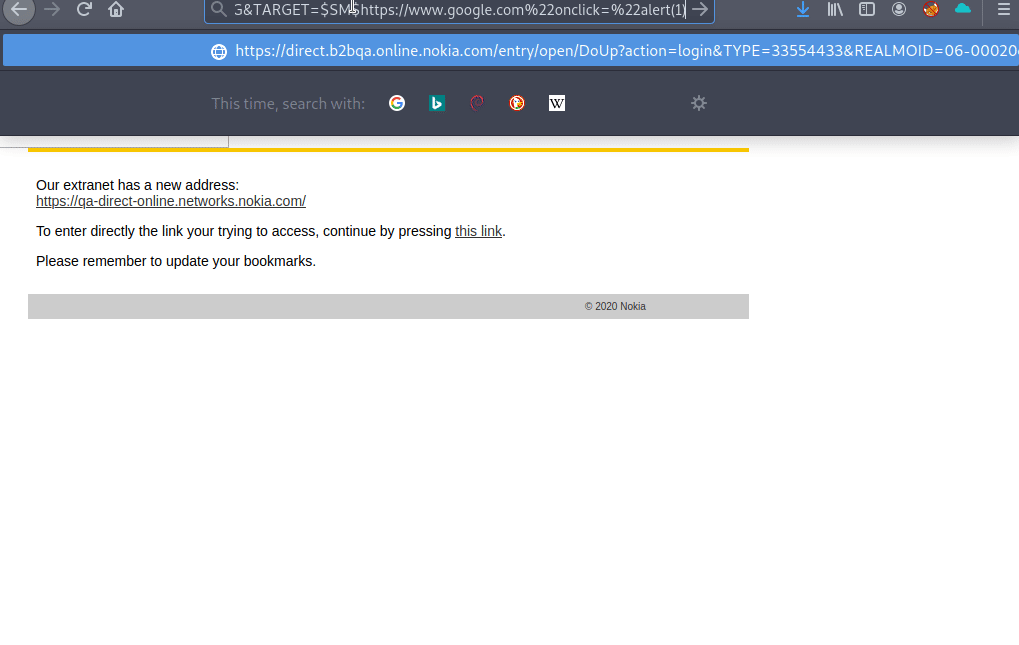 3&TARGET=$SM$https://www.google.com%22onclick=%22alert(1)
https://direct.b2bqa.online.nokia.com/entry/open/DoUp?action=login&TYPE=33554433&REALMOID=06-00020
This time, search with:
G
b
W
Our extranet has a new address:
https://qa-direct-online.networks.nokia.com/
To enter directly the link your trying to access, continue by pressing this link.
Please remember to update your bookmarks.
© 2020 Nokia